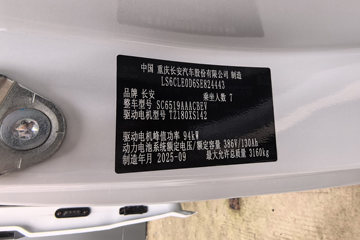 中国 重庆长安汽车股份有限公司 制造
LS6CLE0D6SE824443
品牌 长安 乘坐人数 7
整车型号 SC6519AAACBEV
驱动电机型号 TZ180XS142
驱动电机峰值功率 94kW
动力电池系统额定电压/额定容量 386V/130Ah
制造年月 2025-09 最大允许总质量 3160kg